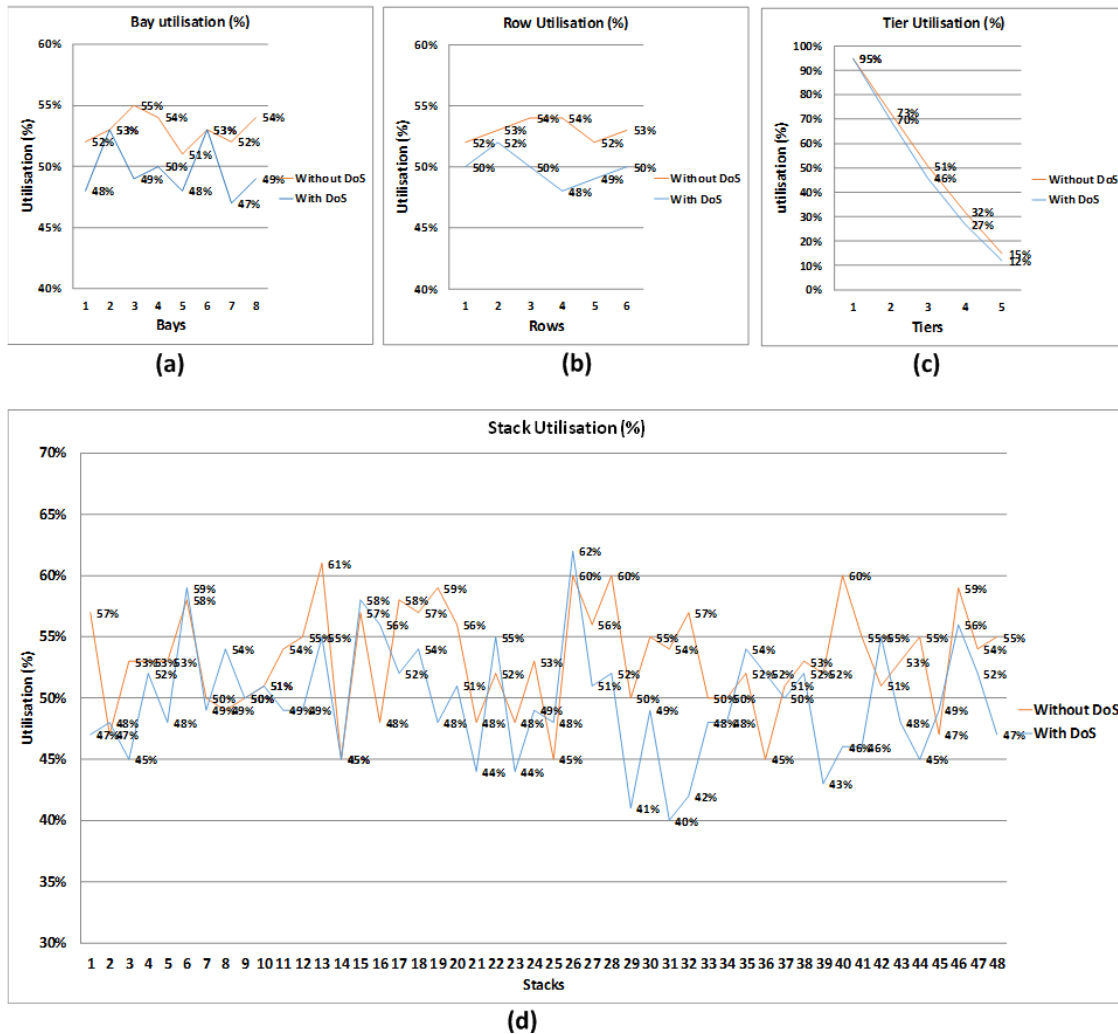 Bay utilisation (%)
60%
55%
50%
45%
40%
Utilisation (%)
55%
54%
54%
53%
53%
52%
52%
51%
50%
49%
49%
48%
48%
47%
Without DoS
With DoS
1 2 3 4 5 6 7 8
Bays
(a)
Row Utilisation (%)
60%
55%
50%
45%
40%
Utilisation (%)
52% 53% 54% 54% 52% 53%
50% 52% 50% 48% 49% 50%
Without DoS
With DoS
1 2 3 4 5 6
Rows
(b)
Tier Utilisation (%)
100%
90%
80%
70%
60%
50%
40%
30%
20%
10%
0%
utilisation (%)
95%
73%
70%
51%
46%
32%
27%
15%
12%
Without DoS
With DoS
1 2 3 4 5
Tiers
(c)
Stack Utilisation (%)
70%
65%
60%
55%
50%
45%
40%
35%
30%
Utilisation (%)
57% 47% 53% 53% 53% 58% 50% 49% 50% 51% 54% 55% 61% 45% 57% 48% 58% 57% 59% 56% 48% 52% 48% 53% 45% 60% 56% 60% 50% 55% 54% 57% 50% 50% 52% 45% 51% 53% 52% 60% 55% 51% 53% 55% 47% 59% 54% 55%
47% 48% 45% 52% 48% 59% 49% 54% 50% 51% 49% 49% 55% 45% 58% 56% 52% 54% 48% 51% 44% 55% 44% 49% 48% 62% 51% 52% 41% 49% 40% 42% 48% 48% 54% 52% 50% 52% 43% 46% 46% 55% 48% 45% 49% 56% 52% 47%
Without DoS
With DoS
1 2 3 4 5 6 7 8 9 10 11 12 13 14 15 16 17 18 19 20 21 22 23 24 25 26 27 28 29 30 31 32 33 34 35 36 37 38 39 40 41 42 43 44 45 46 47 48
Stacks
(d)